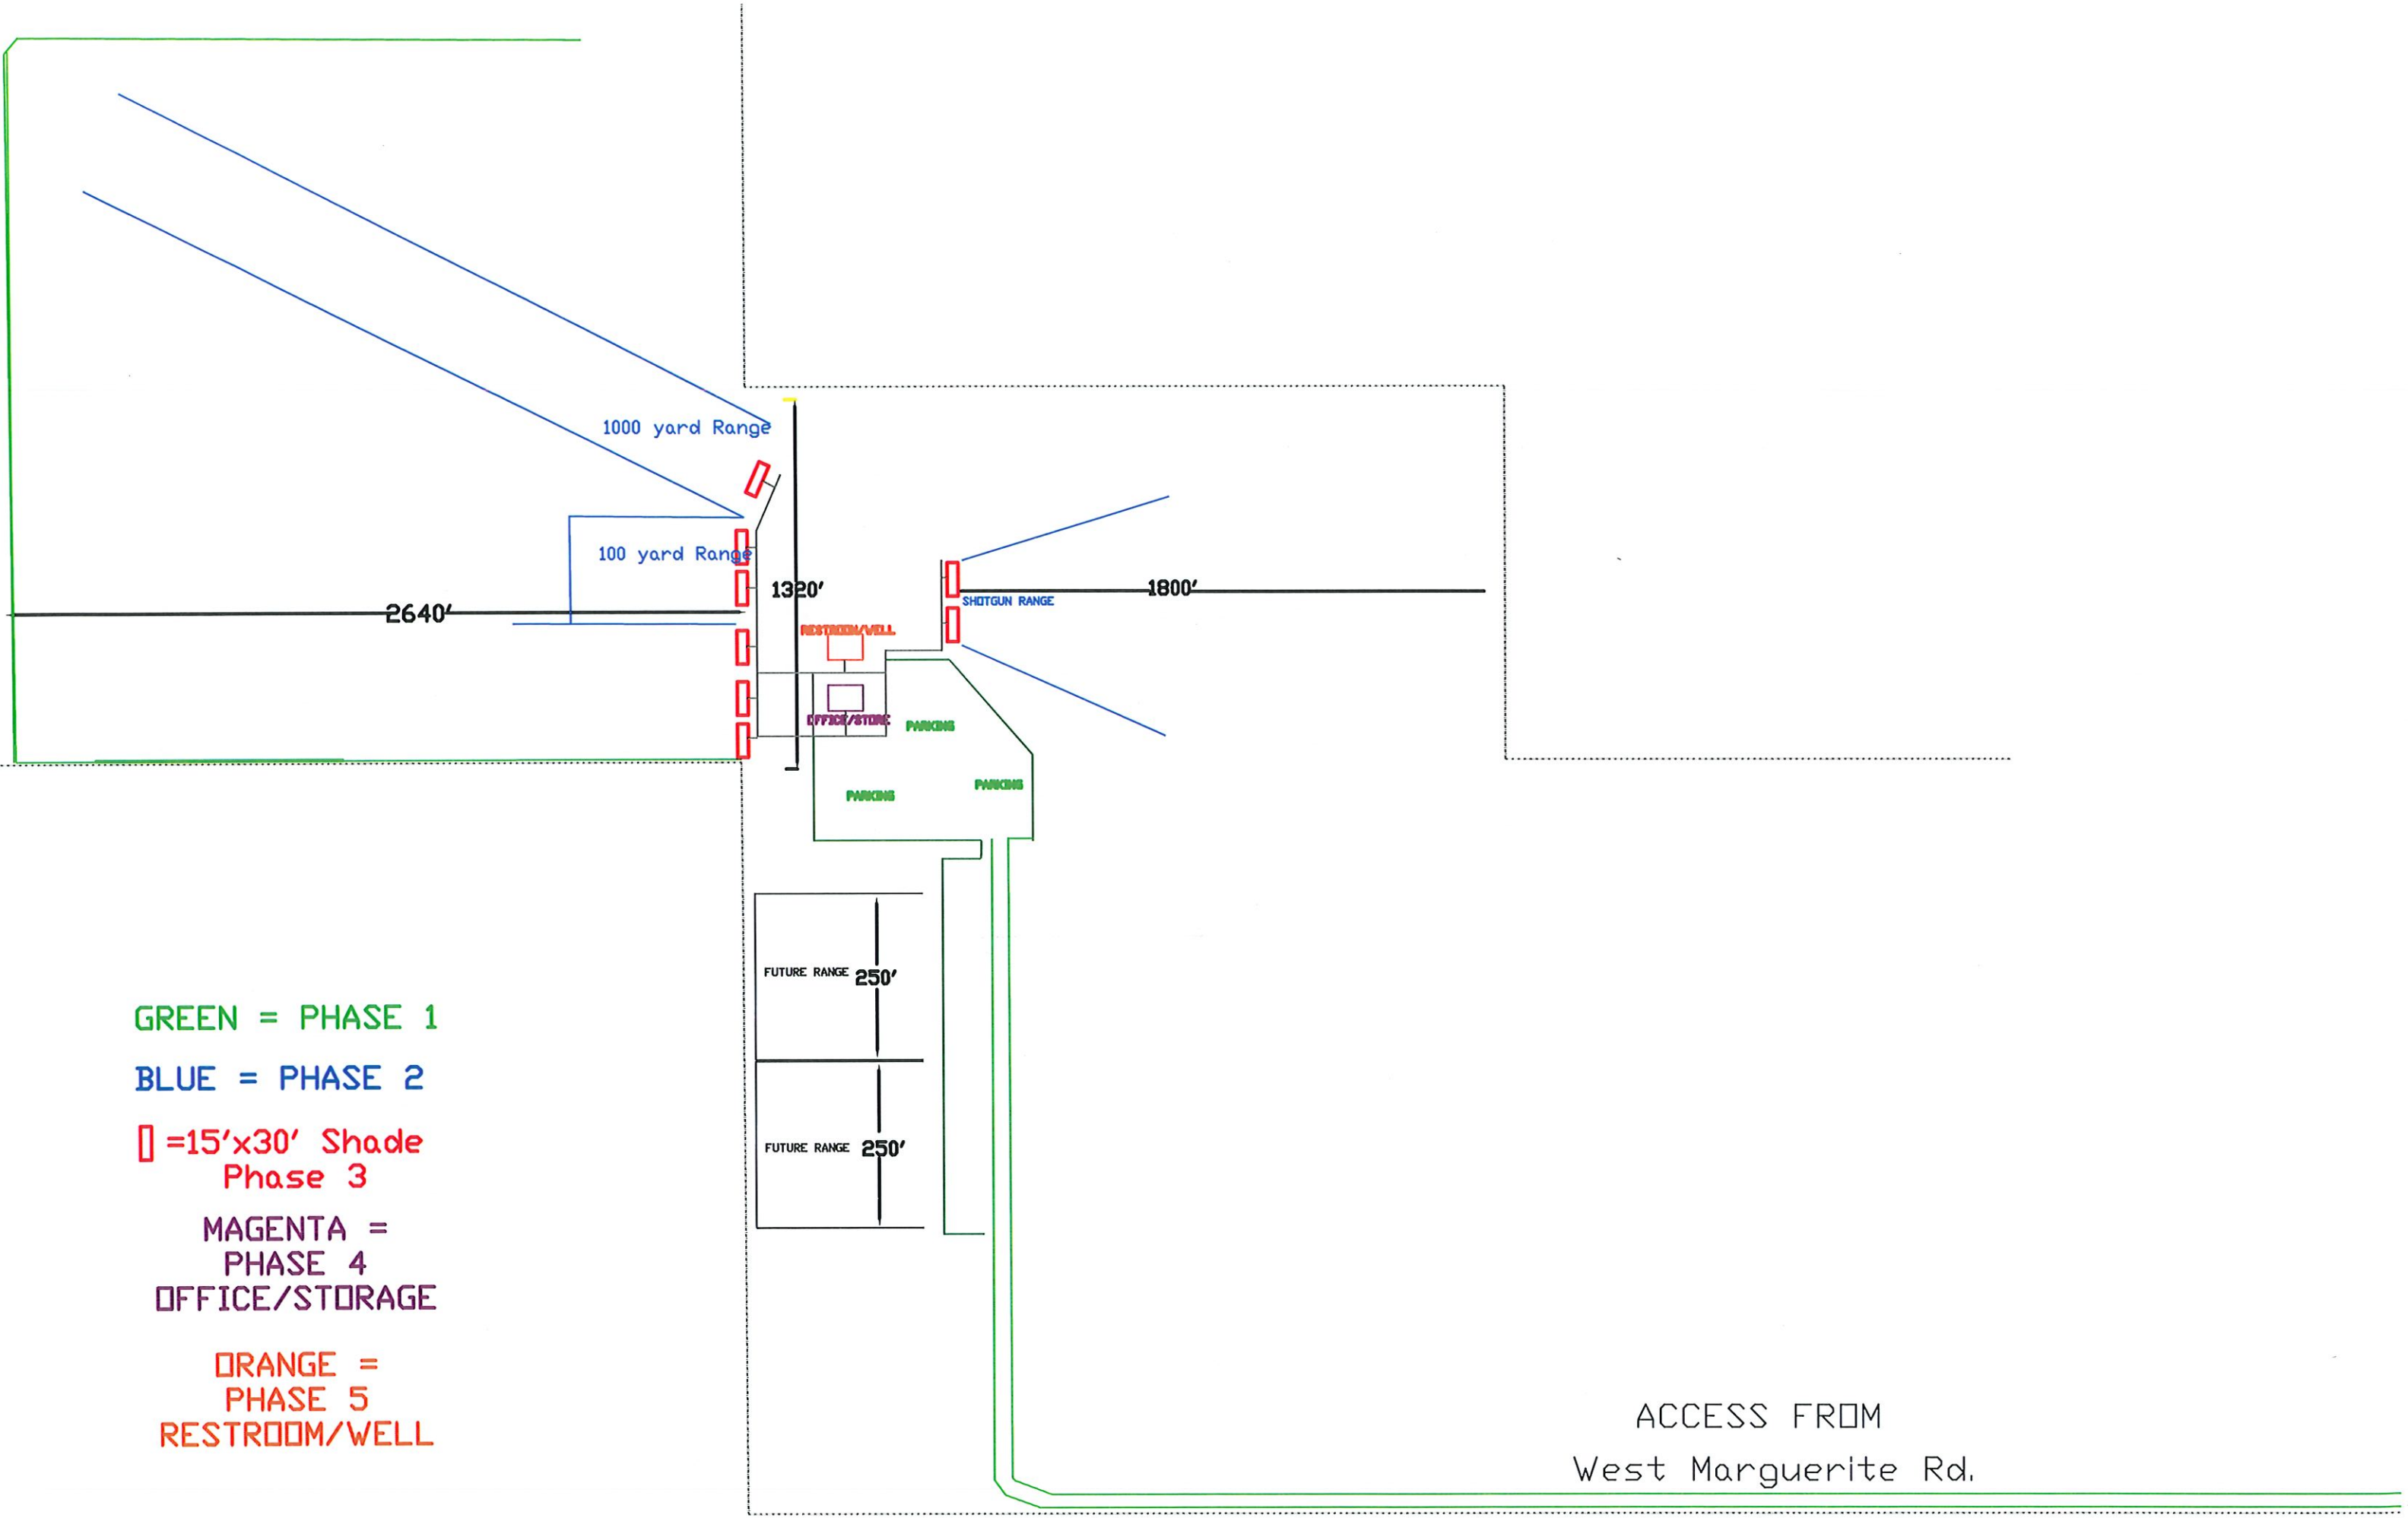 1000 yard Range
100 yard Range
1320'
1800'
SHOTGUN RANGE
2640'
RESTROOM/WELL
OFFICE/STORE
PARKING
PARKING
PARKING
FUTURE RANGE 250'
FUTURE RANGE 250'
GREEN = PHASE 1
BLUE = PHASE 2
=15'x30' Shade
Phase 3
MAGENTA =
PHASE 4
OFFICE/STORAGE
ORANGE =
PHASE 5
RESTROOM/WELL
ACCESS FROM
West Marguerite Rd.